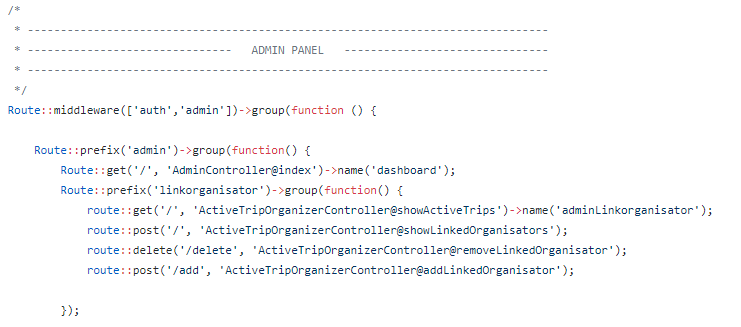 /*
 * -------------------------------------------------------------------------------
 * -------------------------------   ADMIN PANEL   -------------------------------
 * -------------------------------------------------------------------------------
 */
Route::middleware(['auth','admin'])->group(function () {
    Route::prefix('admin')->group(function() {
        Route::get('/', 'AdminController@index')->name('dashboard');
        Route::prefix('linkorganisator')->group(function() {
            route::get('/', 'ActiveTripOrganizerController@showActiveTrips')->name('adminLinkorganisator');
            route::post('/', 'ActiveTripOrganizerController@showLinkedOrganisators');
            route::delete('/delete', 'ActiveTripOrganizerController@removeLinkedOrganisator');
            route::post('/add', 'ActiveTripOrganizerController@addLinkedOrganisator');
        });